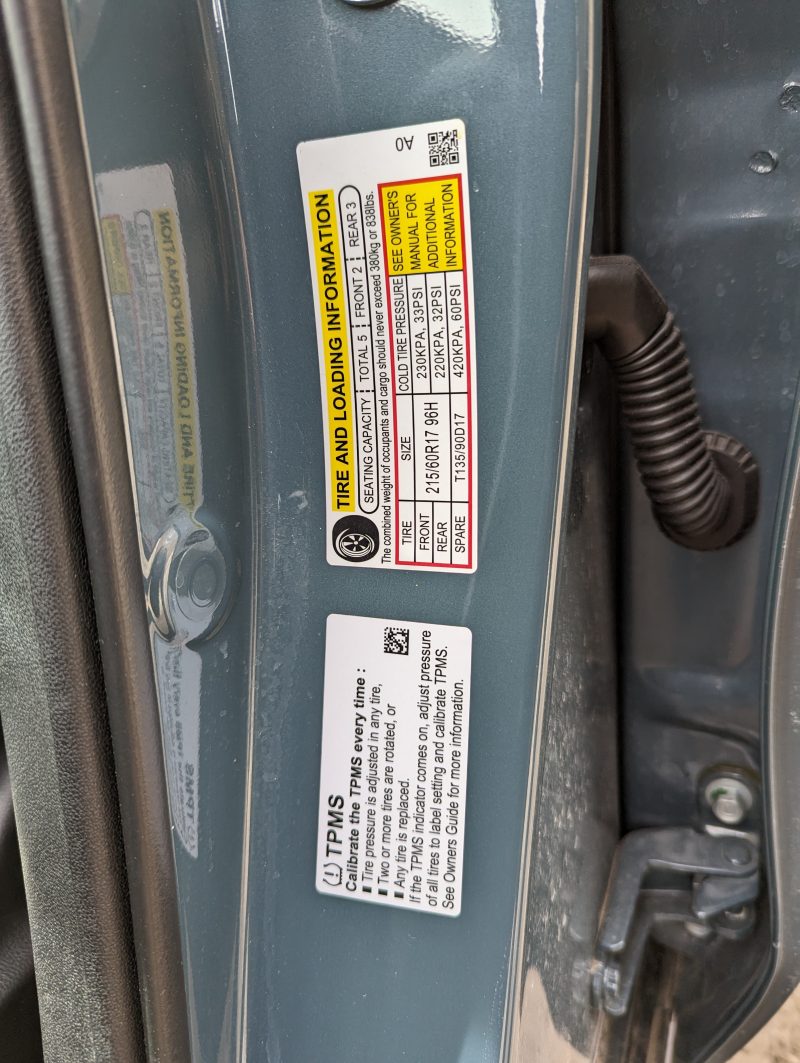 TIRE AND LOADING INFORMATION
SEATING CAPACITY TOTAL 5 FRONT 2 REAR 3
The combined weight of occupants and cargo should never exceed 380kg or 838lbs.
TIRE SIZE COLD TIRE PRESSURE SEE OWNER'S MANUAL FOR ADDITIONAL INFORMATION
FRONT 215/60R17 96H 230KPA, 33PSI
REAR 220KPA, 32PSI
SPARE T135/90D17 420KPA, 60PSI
A0
TPMS
Calibrate the TPMS every time :
Tire pressure is adjusted in any tire,
Two or more tires are rotated, or
Any tire is replaced.
If the TPMS indicator comes on, adjust pressure
of all tires to label setting and calibrate TPMS.
See Owners Guide for more information.